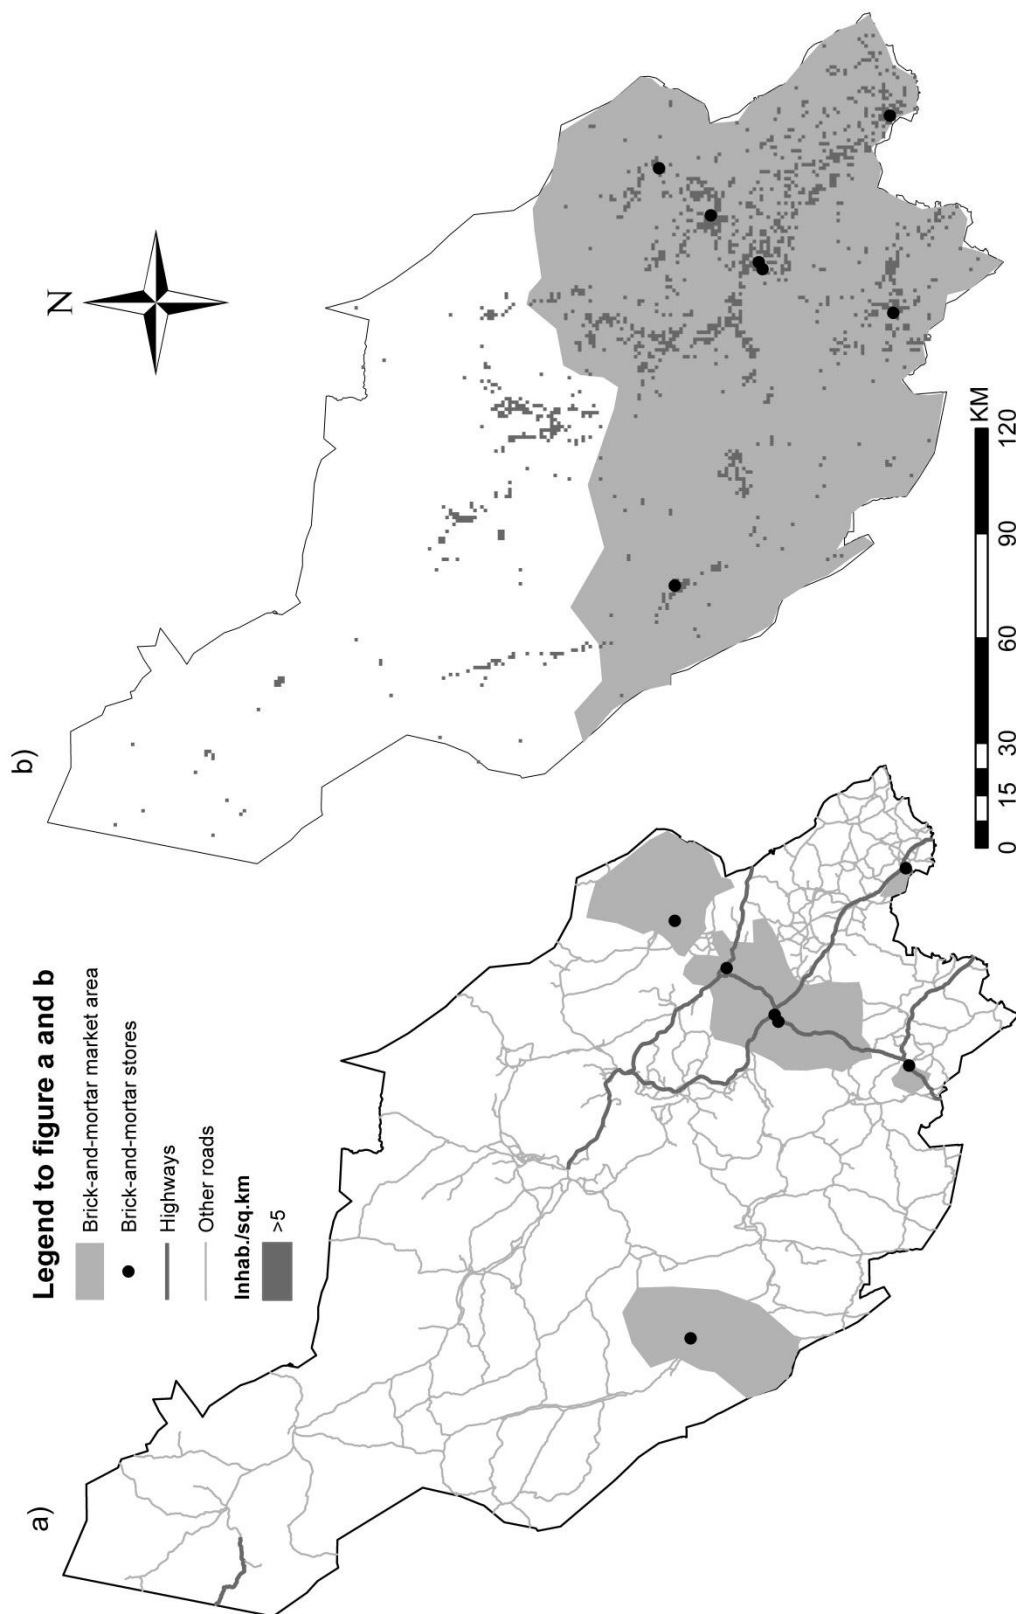 a)
b)
N
Legend to figure a and b
Brick-and-mortar market area
Brick-and-mortar stores
Highways
Other roads
Inhab./sq.km
>5
0 15 30 60 90 120
KM